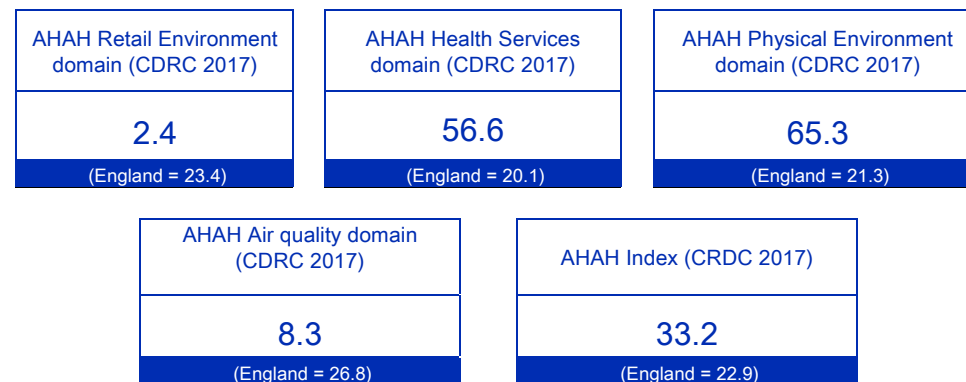 AHAH Retail Environment
domain (CDRC 2017)
2.4
(England = 23.4)
AHAH Health Services
domain (CDRC 2017)
56.6
(England = 20.1)
AHAH Physical Environment
domain (CDRC 2017)
65.3
(England = 21.3)
AHAH Air quality domain
(CDRC 2017)
8.3
(England = 26.8)
AHAH Index (CRDC 2017)
33.2
(England = 22.9)